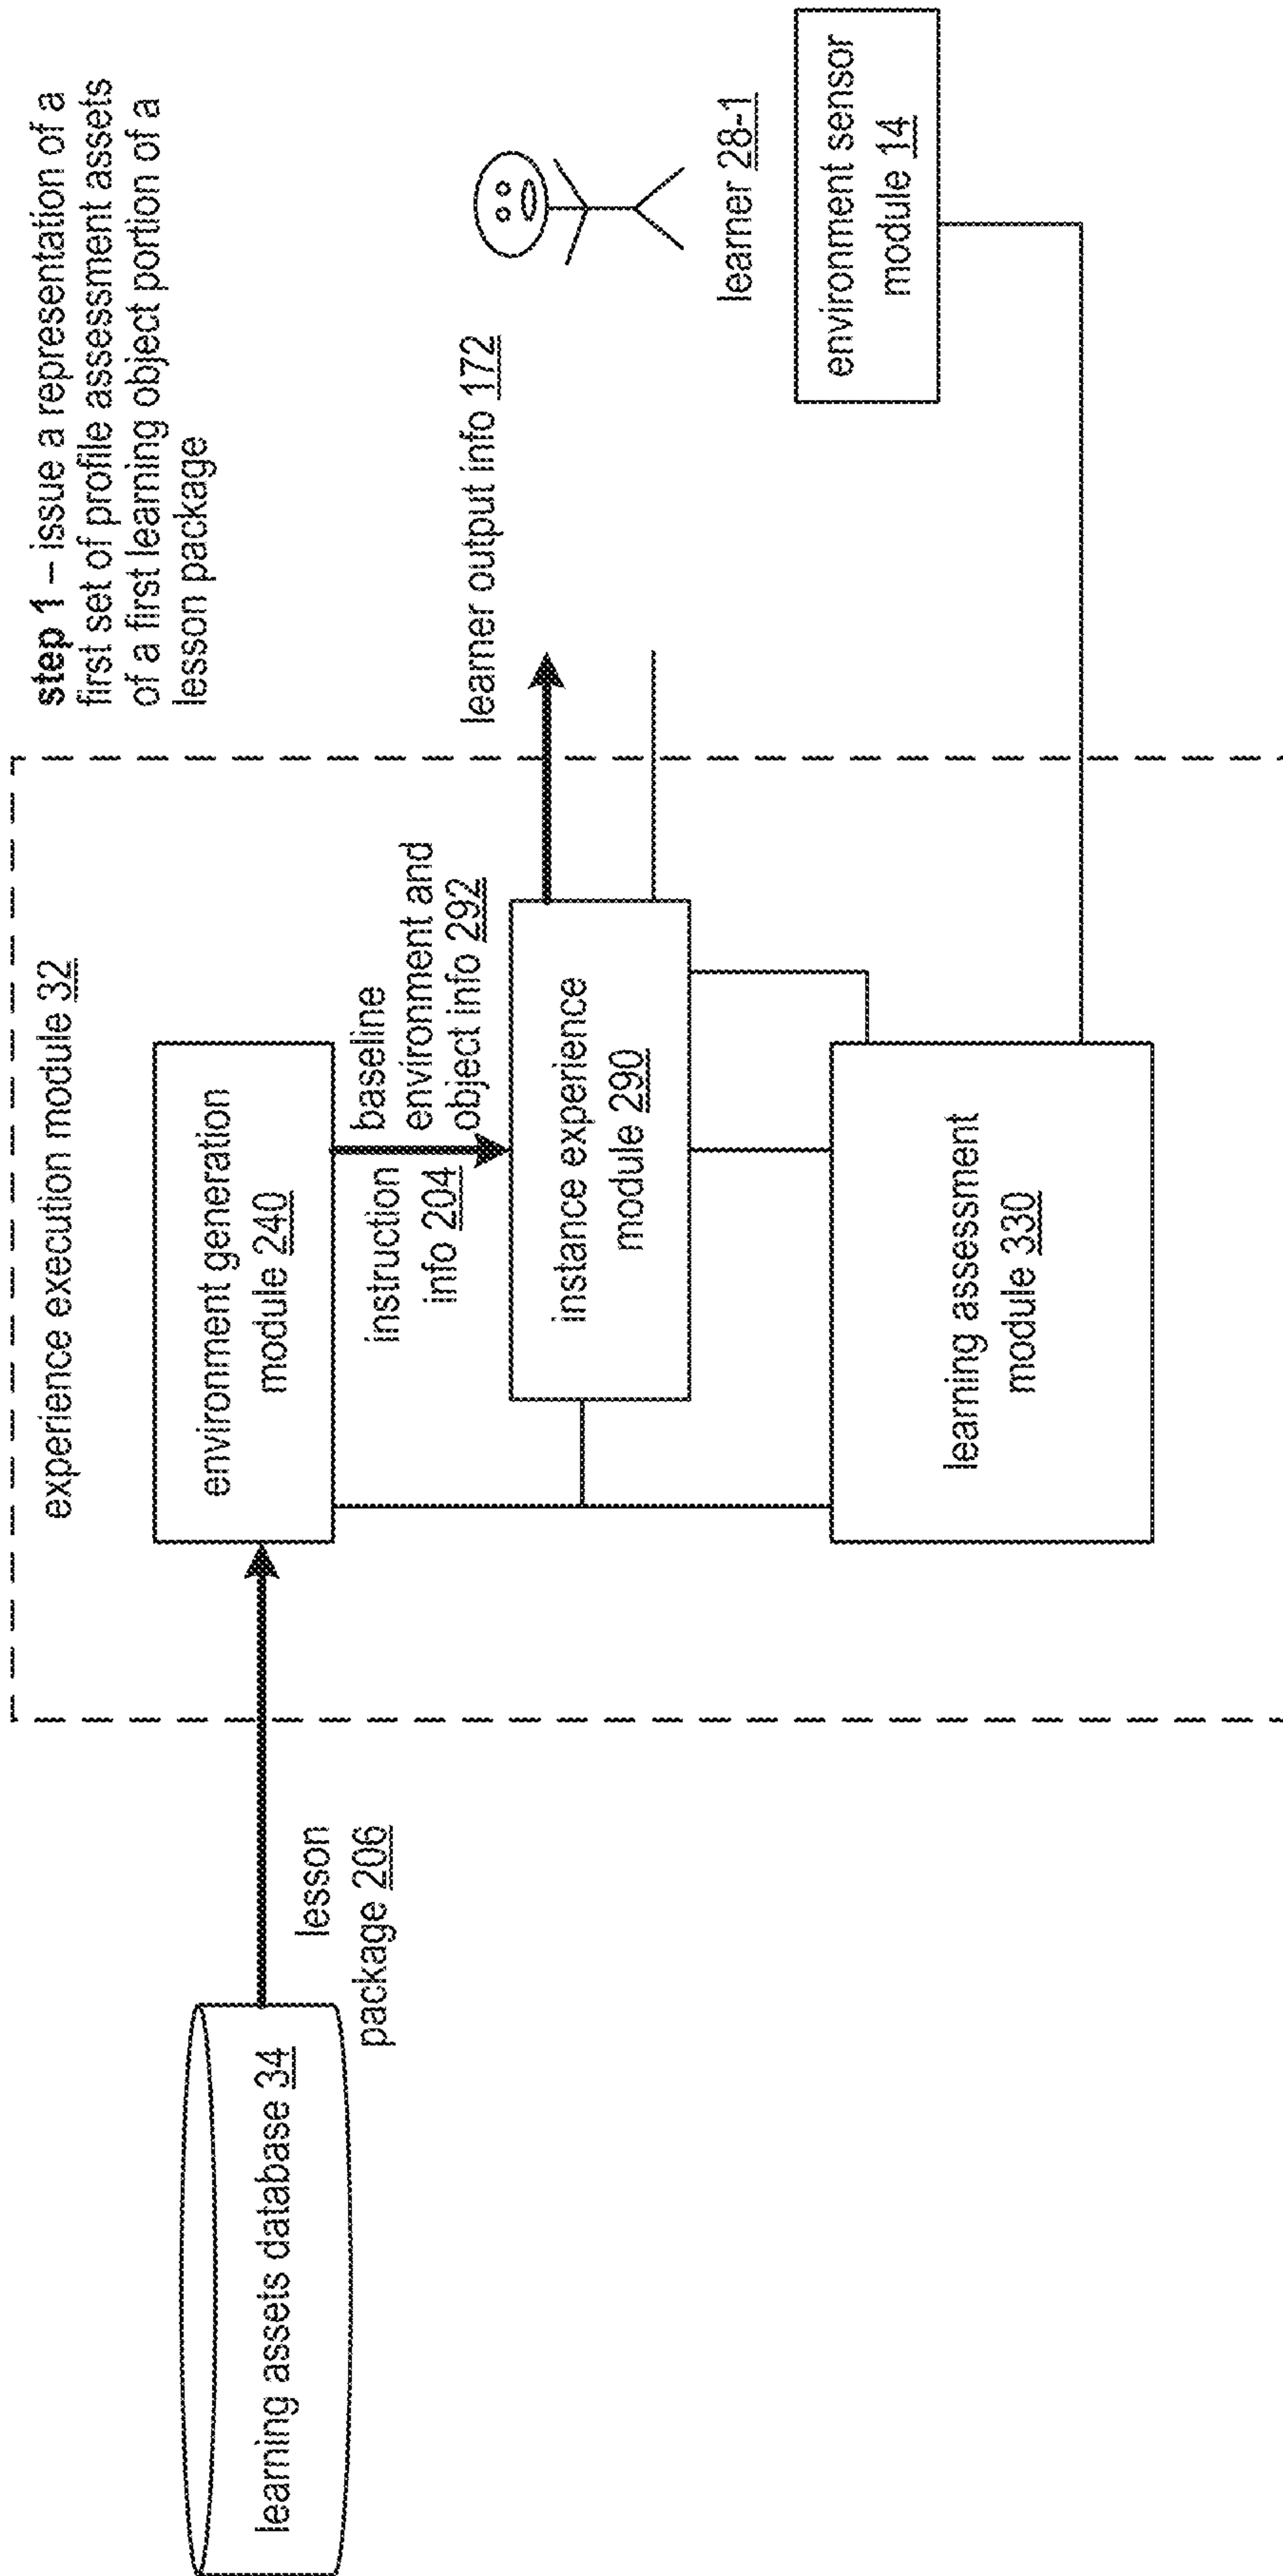 step 1 – issue a representation of a
first set of profile assessment assets
of a first learning object portion of a
lesson package
experience execution module 32
learning assets database 34
lesson
package 206
environment generation
module 240
instruction
info 204
baseline
environment and
object info 292
instance experience
module 290
learner output info 172
learner 28-1
environment sensor
module 14
learning assessment
module 330